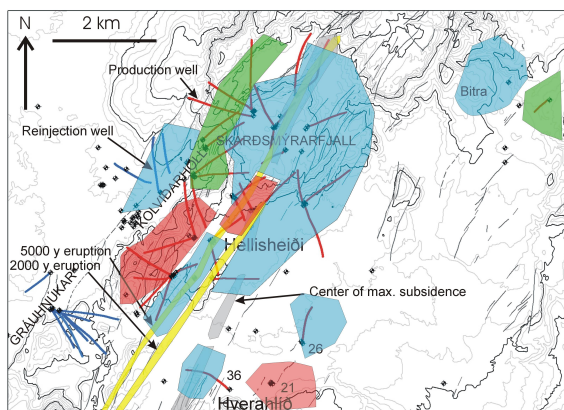 N
2 km
Production well
Bitra
Reinjection well
SKARÐSMÝRARFJALL
KOLVIÐARHÓLL
Hellisheiði
5000 y eruption
2000 y eruption
Center of max. subsidence
GRÁUHNÚKAR
26
36
21
Hverahlíð